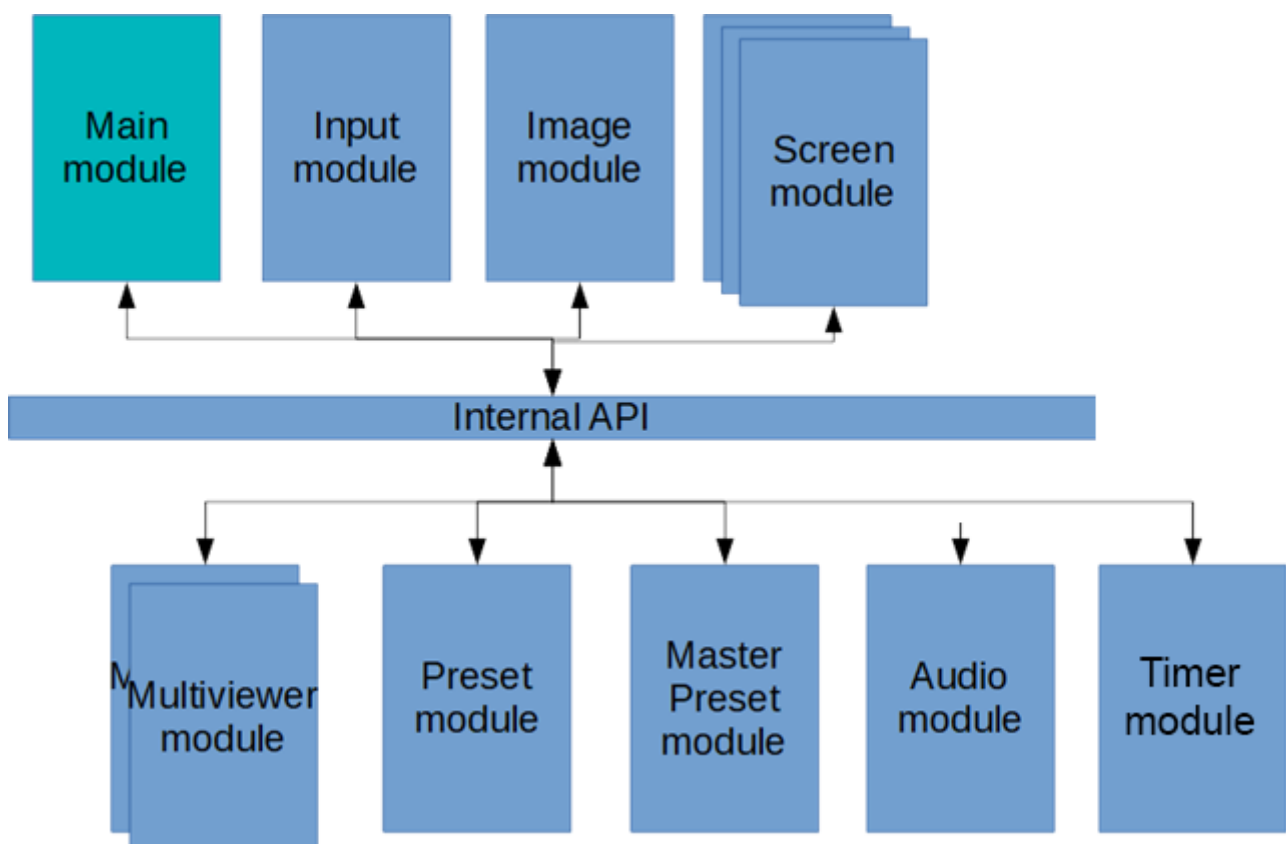 Main
module
Input
module
Image
module
Screen
module
Internal API
M
Multiviewer
module
Preset
module
Master
Preset
module
Audio
module
Timer
module